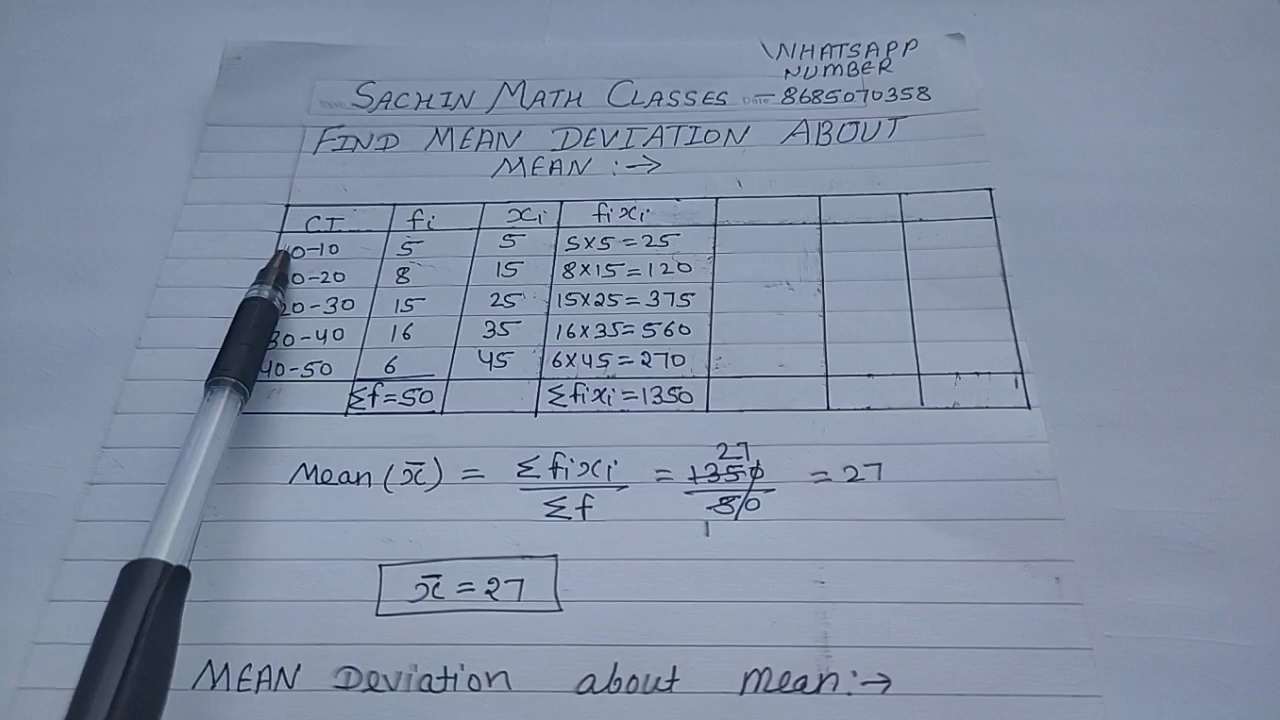 WHATSAPP
NUMBER
SACHIN MATH CLASSES - 8685070358
FIND MEAN DEVIATION ABOUT
MEAN :→
CI fi xi fixi
0-10 5 5 5×5=25
0-20 8 15 8×15=120
20-30 15 25 15×25=375
30-40 16 35 16×35=560
40-50 6 45 6×45=270
Σf=50 Σfixi=1350
Mean (x̄) = Σfixi / Σf = 1350 / 50 = 27
27
1
x̄ = 27
MEAN Deviation about mean:→